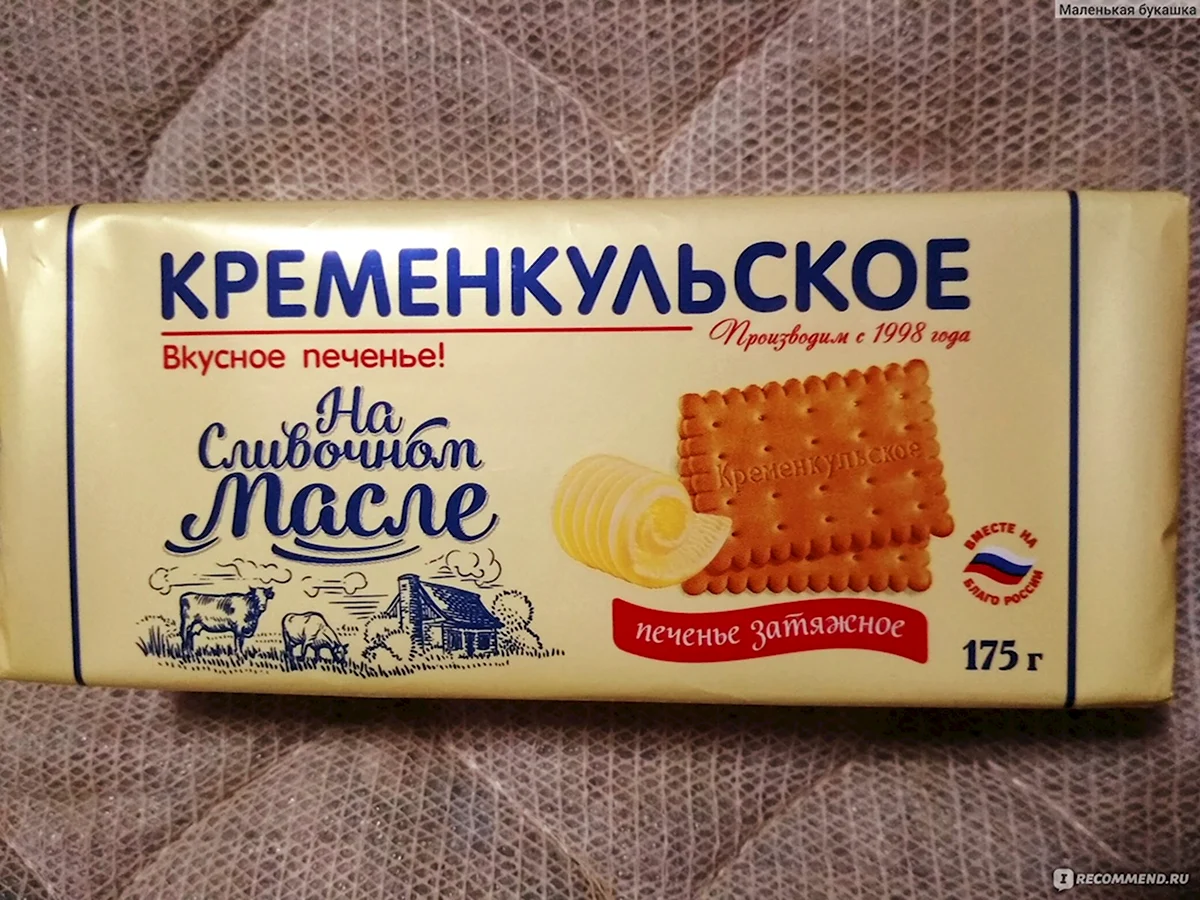 Маленькая букашка
КРЕМЕНКУЛЬСКОЕ
Производим с 1998 года
Вкусное печенье!
На
Сливочном
Масле
Кременкульское
ВМЕСТЕ НА
БЛАГО РОССИИ
печенье затяжное
175 г
IRECOMMEND.RU